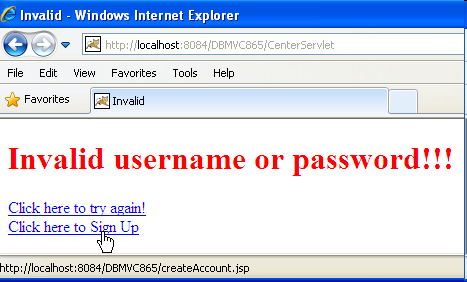 Invalid - Windows Internet Explorer
http://localhost:8084/DBMVC865/CenterServlet
File Edit View Favorites Tools Help
Favorites Invalid
Invalid username or password!!!
Click here to try again!
Click here to Sign Up
http://localhost:8084/DBMVC865/createAccount.jsp